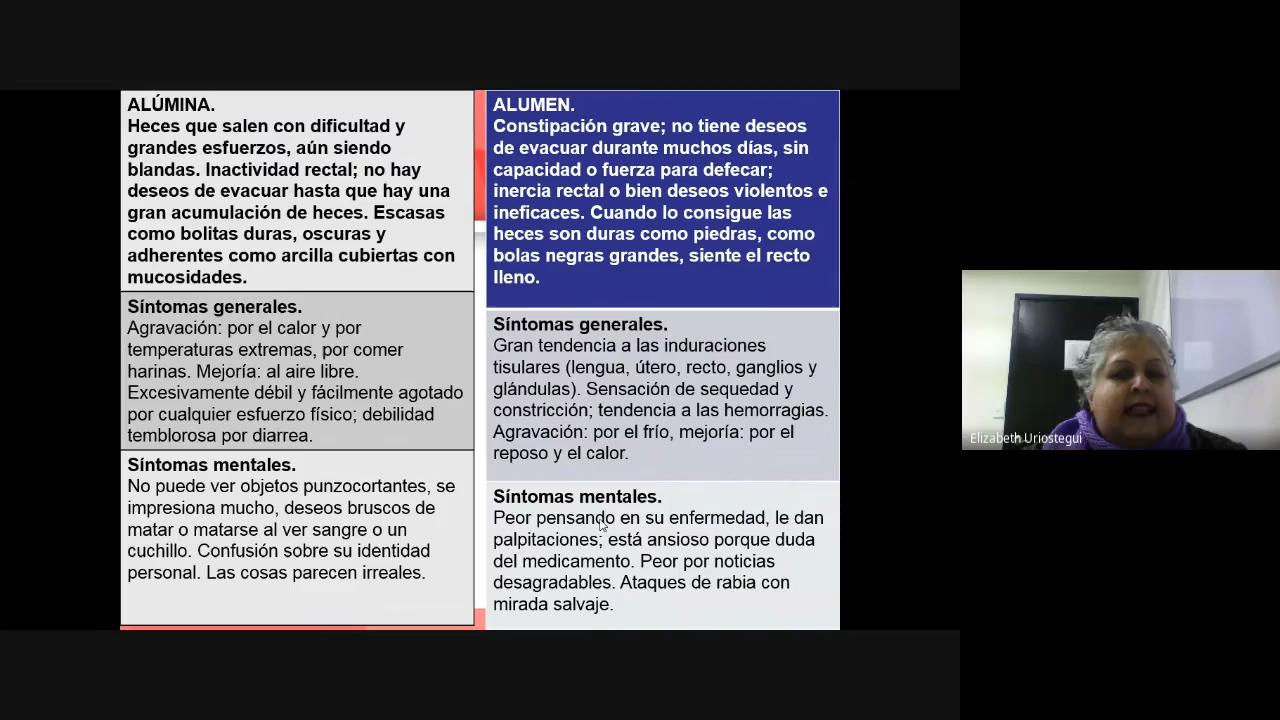 ALÚMINA.
Heces que salen con dificultad y
grandes esfuerzos, aún siendo
blandas. Inactividad rectal; no hay
deseos de evacuar hasta que hay una
gran acumulación de heces. Escasas
como bolitas duras, oscuras y
adherentes como arcilla cubiertas con
mucosidades.
Síntomas generales.
Agravación: por el calor y por
temperaturas extremas, por comer
harinas. Mejoría: al aire libre.
Excesivamente débil y fácilmente agotado
por cualquier esfuerzo físico; debilidad
temblorosa por diarrea.
Síntomas mentales.
No puede ver objetos punzocortantes, se
impresiona mucho, deseos bruscos de
matar o matarse al ver sangre o un
cuchillo. Confusión sobre su identidad
personal. Las cosas parecen irreales.
ALUMEN.
Constipación grave; no tiene deseos
de evacuar durante muchos días, sin
capacidad o fuerza para defecar;
inercia rectal o bien deseos violentos e
ineficaces. Cuando lo consigue las
heces son duras como piedras, como
bolas negras grandes, siente el recto
lleno.
Síntomas generales.
Gran tendencia a las induraciones
tisulares (lengua, útero, recto, ganglios y
glándulas). Sensación de sequedad y
constricción; tendencia a las hemorragias.
Agravación: por el frío, mejoría: por el
reposo y el calor.
Síntomas mentales.
Peor pensando en su enfermedad, le dan
palpitaciones; está ansioso porque duda
del medicamento. Peor por noticias
desagradables. Ataques de rabia con
mirada salvaje.
Elizabeth Uriostegui